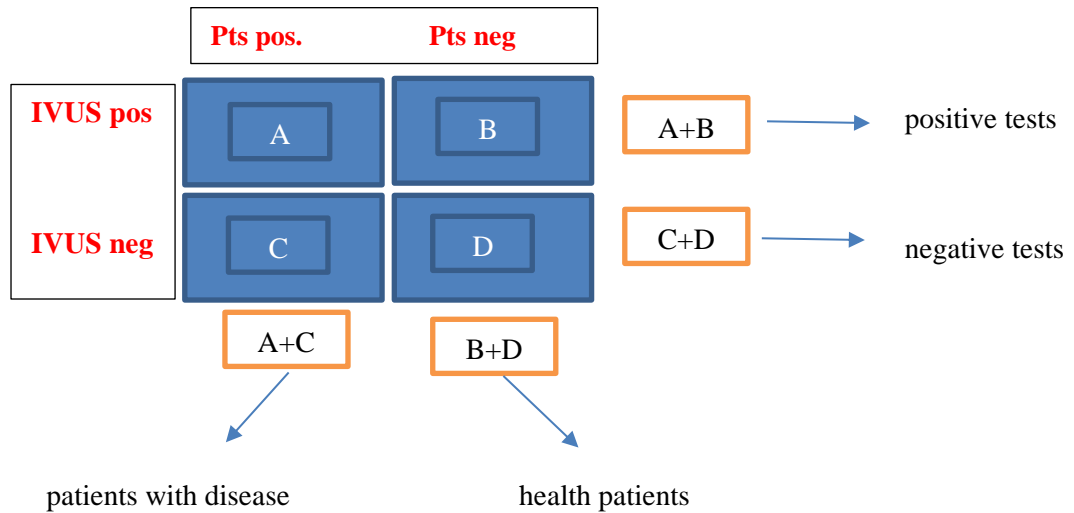 Pts pos. Pts neg
IVUS pos A B A+B positive tests
IVUS neg C D C+D negative tests
A+C B+D
patients with disease health patients